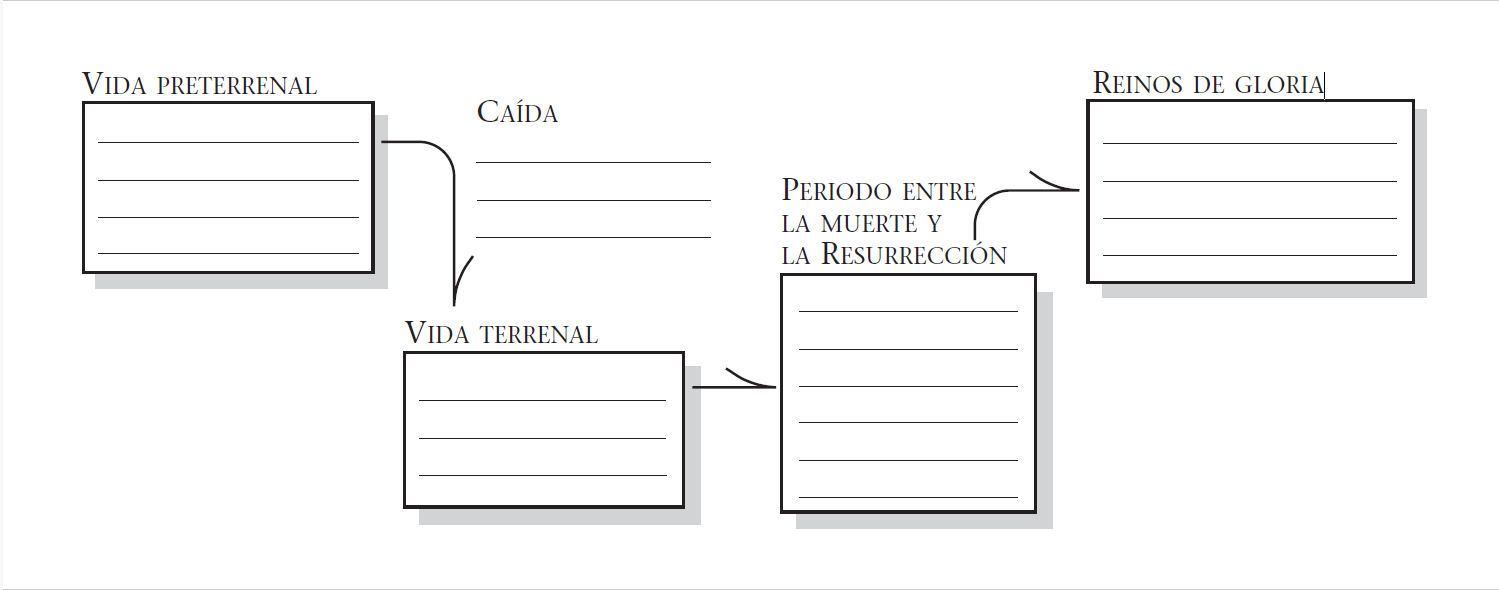 Vida preterrenal
Caída
Vida terrenal
Periodo entre
la muerte y
la Resurrección
Reinos de gloria